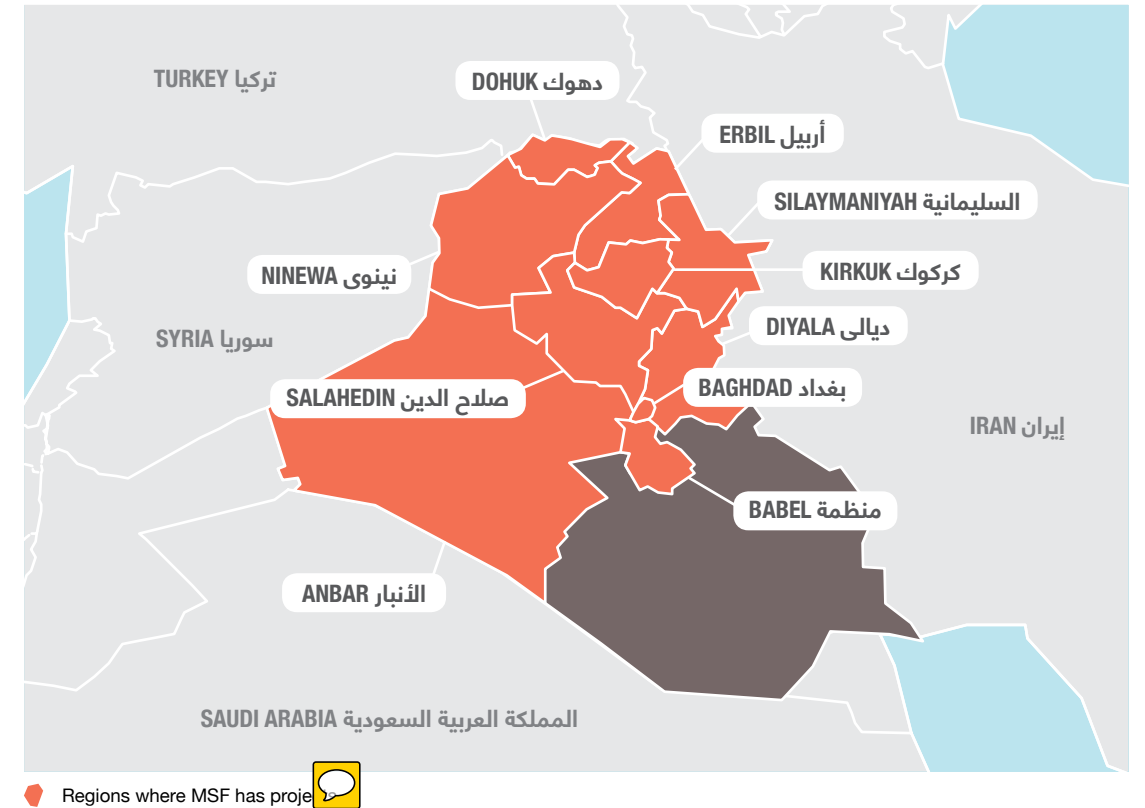 تركيا TURKEY
دهوك DOHUK
أربيل ERBIL
السليمانية SILAYMANIYAH
نينوى NINEWA
كركوك KIRKUK
ديالى DIYALA
سوريا SYRIA
بغداد BAGHDAD
صلاح الدين SALAHEDIN
إيران IRAN
منظمة BABEL
الأنبار ANBAR
المملكة العربية السعودية SAUDI ARABIA
Regions where MSF has